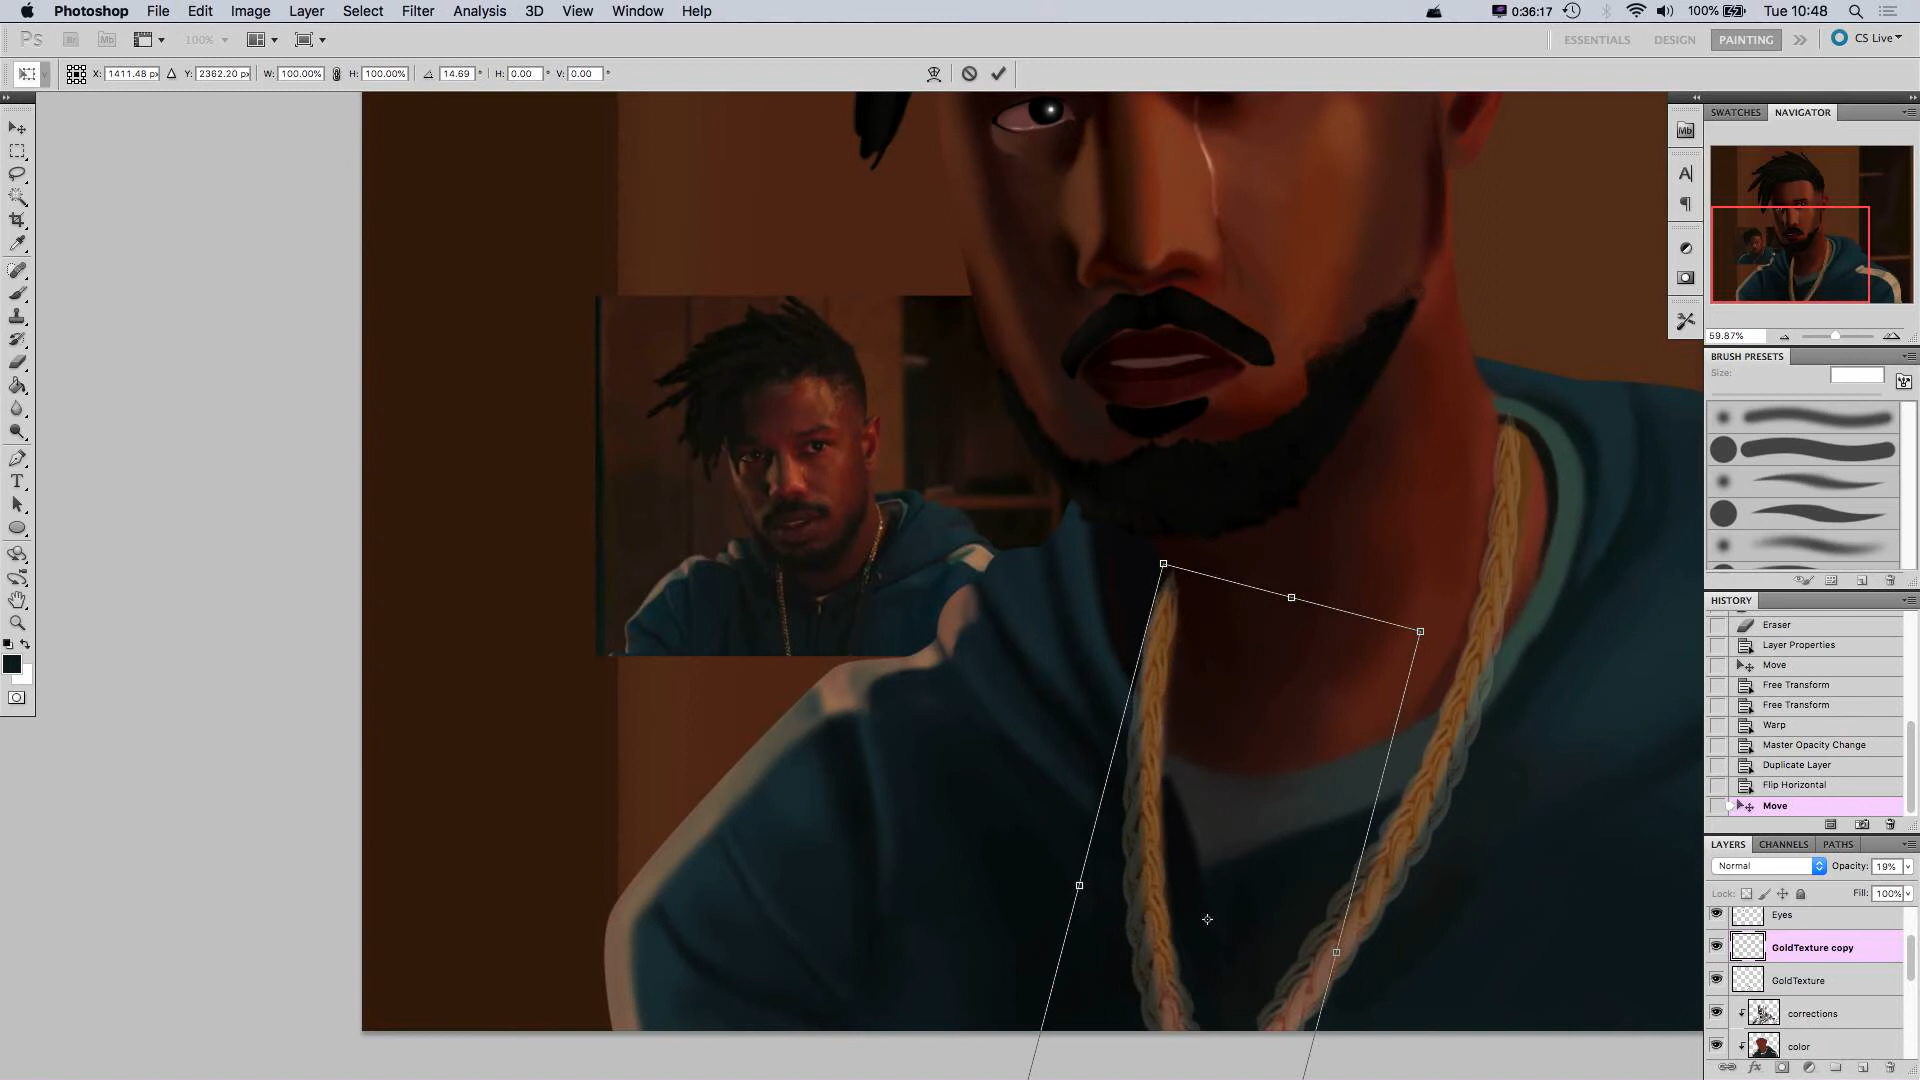 Photoshop File Edit Image Layer Select Filter Analysis 3D View Window Help 0:36:17 100% Tue 10:48
Ps Br Mb 100% ESSENTIALS DESIGN PAINTING CS Live
X: 1411.48 px Y: 2362.20 px W: 100.00% H: 100.00% 14.69 ° H: 0.00 ° V: 0.00 °
SWATCHES NAVIGATOR
Mb
A
59.87%
BRUSH PRESETS
Size:
HISTORY
Eraser
Layer Properties
Move
Free Transform
Free Transform
Warp
Master Opacity Change
Duplicate Layer
Flip Horizontal
Move
LAYERS CHANNELS PATHS
Normal Opacity: 19%
Lock: Fill: 100%
Eyes
GoldTexture copy
GoldTexture
corrections
color
fx
T